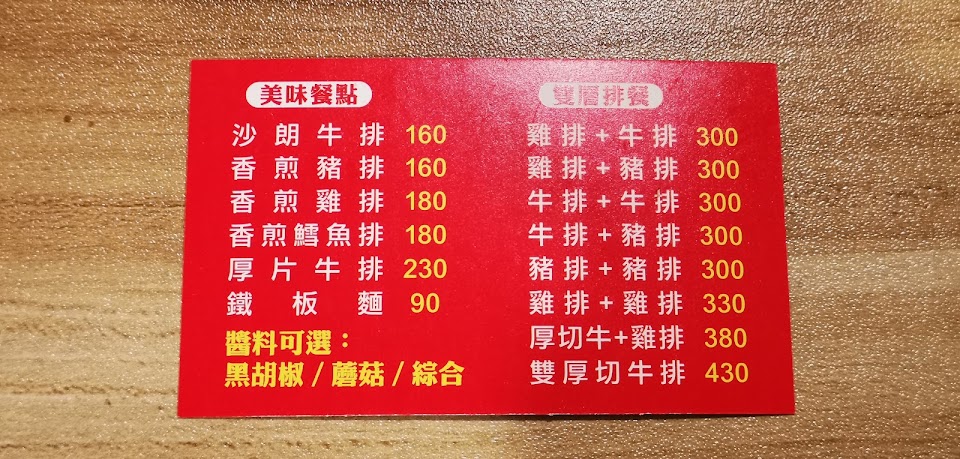 美味餐點
沙朗牛排 160
香煎豬排 160
香煎雞排 180
香煎鱈魚排 180
厚片牛排 230
鐵板麵 90
醬料可選：
黑胡椒/蘑菇/綜合
雙層排餐
雞排+牛排 300
雞排+豬排 300
牛排+牛排 300
牛排+豬排 300
豬排+豬排 300
雞排+雞排 330
厚切牛+雞排 380
雙厚切牛排 430